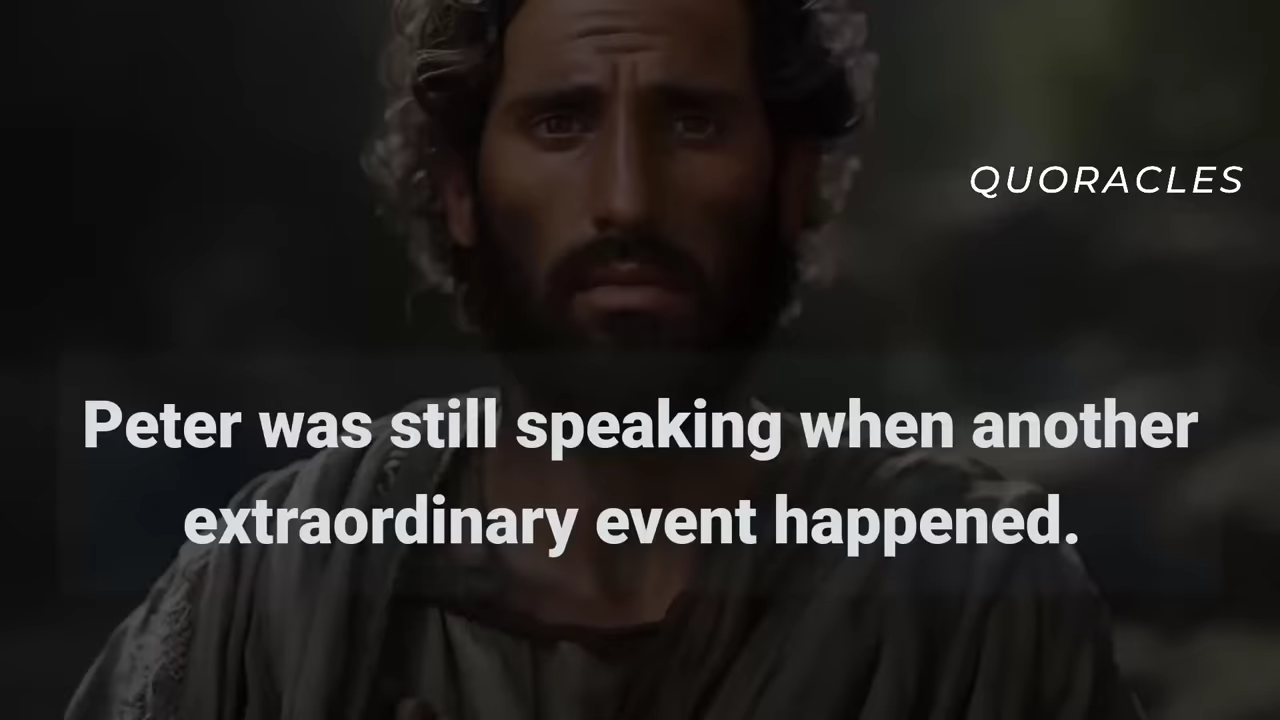 QUORACLES
Peter was still speaking when another
extraordinary event happened.